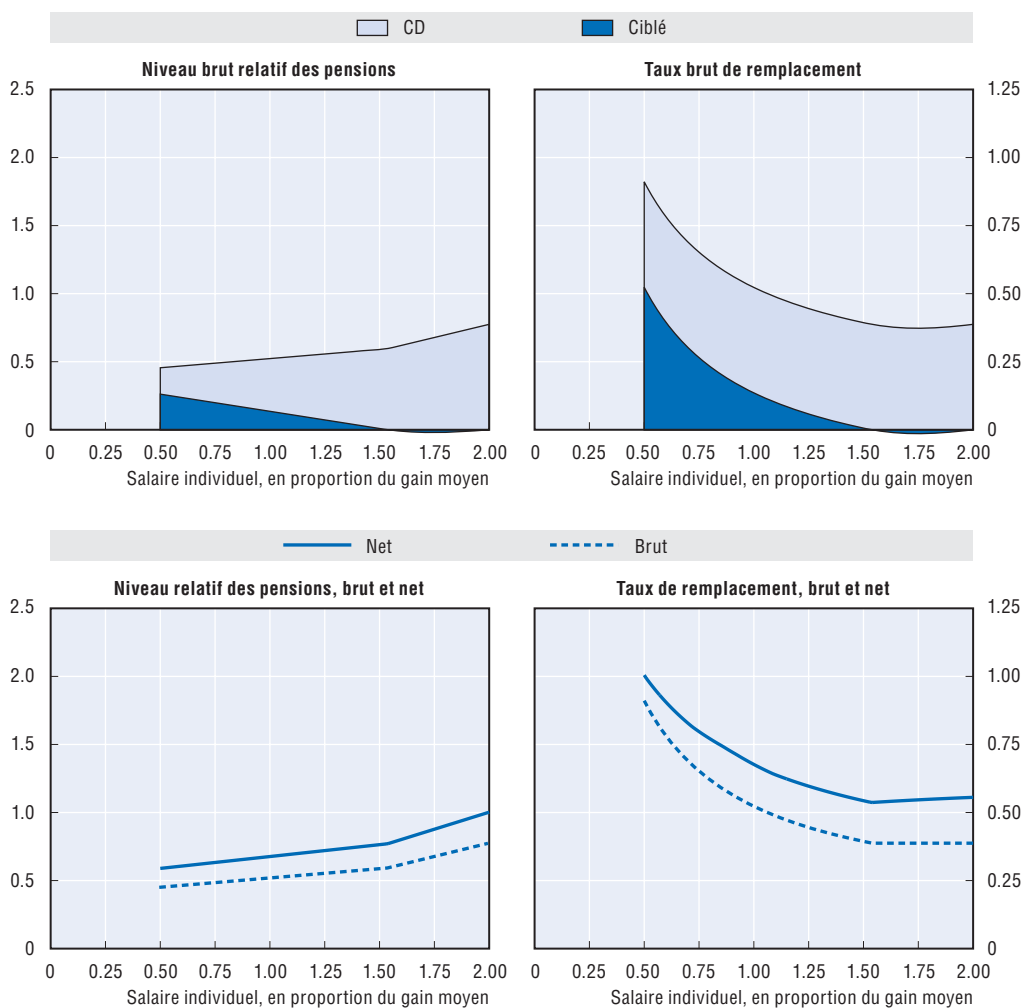 CD Ciblé
Niveau brut relatif des pensions Taux brut de remplacement
2.5 1.25
2.0 1.00
1.5 0.75
1.0 0.50
0.5 0.25
0 0
0 0.25 0.50 0.75 1.00 1.25 1.50 1.75 2.00 0 0.25 0.50 0.75 1.00 1.25 1.50 1.75 2.00
Salaire individuel, en proportion du gain moyen Salaire individuel, en proportion du gain moyen
Net Brut
Niveau relatif des pensions, brut et net Taux de remplacement, brut et net
2.5 1.25
2.0 1.00
1.5 0.75
1.0 0.50
0.5 0.25
0 0
0 0.25 0.50 0.75 1.00 1.25 1.50 1.75 2.00 0 0.25 0.50 0.75 1.00 1.25 1.50 1.75 2.00
Salaire individuel, en proportion du gain moyen Salaire individuel, en proportion du gain moyen